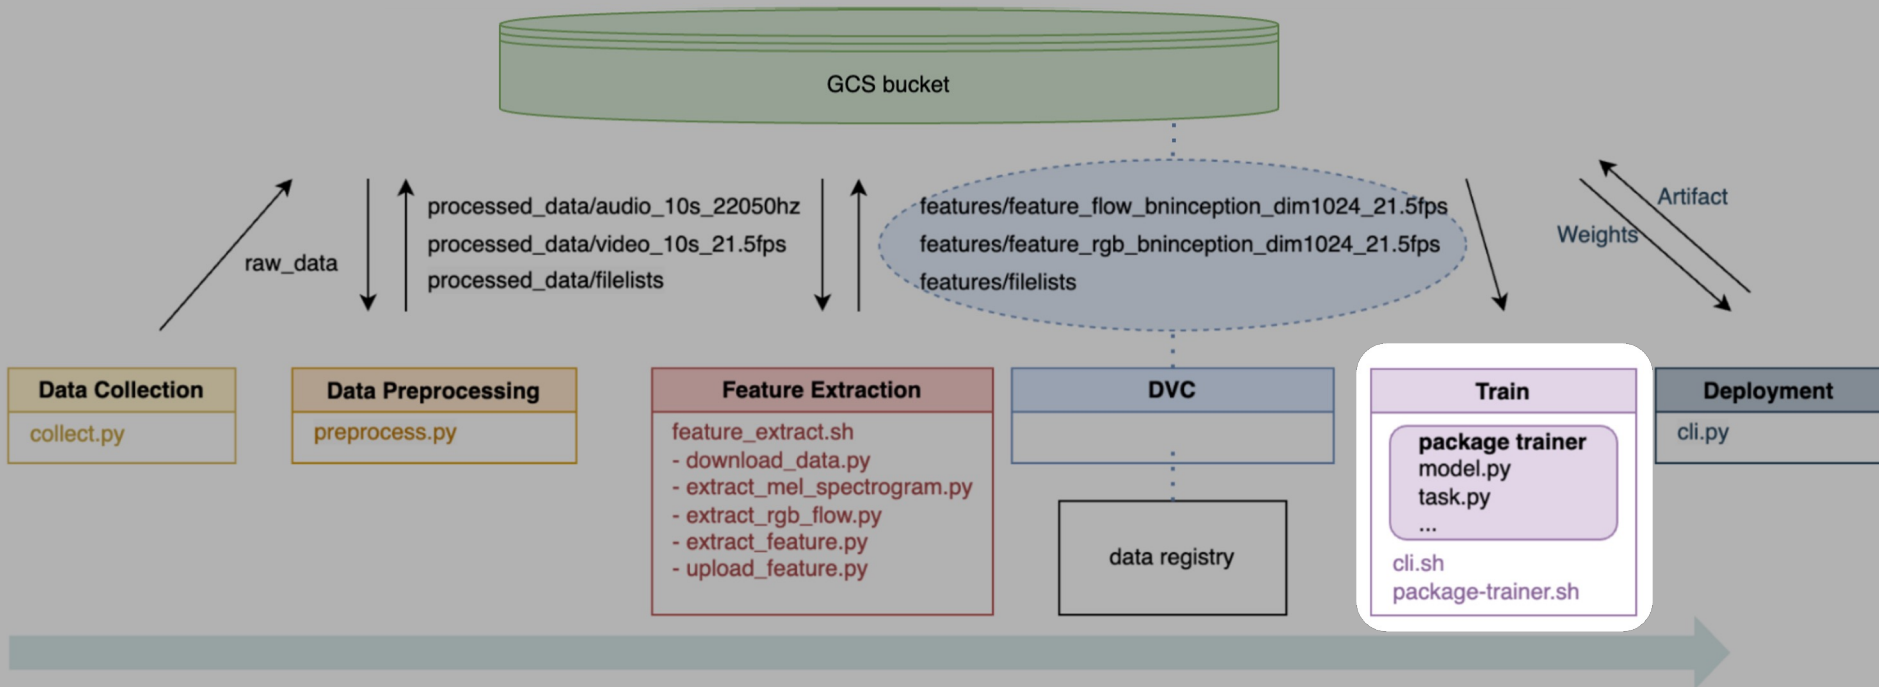 GCS bucket
raw_data
processed_data/audio_10s_22050hz
processed_data/video_10s_21.5fps
processed_data/filelists
features/feature_flow_bninception_dim1024_21.5fps
features/feature_rgb_bninception_dim1024_21.5fps
features/filelists
Artifact
Weights
Data Collection
collect.py
Data Preprocessing
preprocess.py
Feature Extraction
feature_extract.sh
- download_data.py
- extract_mel_spectrogram.py
- extract_rgb_flow.py
- extract_feature.py
- upload_feature.py
DVC
data registry
Train
package trainer
model.py
task.py
...
cli.sh
package-trainer.sh
Deployment
cli.py